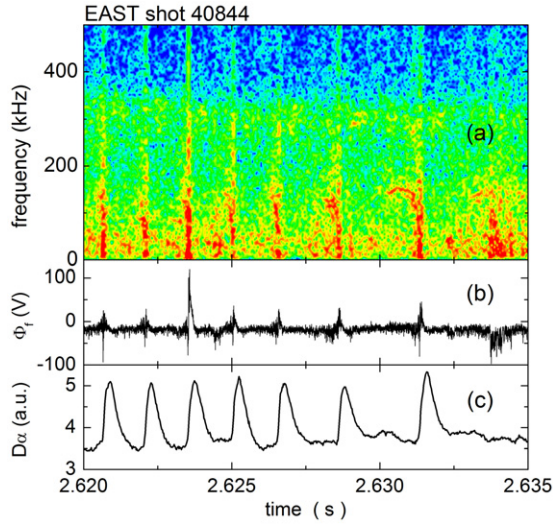 EAST shot 40844
frequency (kHz)
400
200
0
(a)
Φf (V)
100
0
-100
(b)
Dα (a.u.)
5
4
3
(c)
2.620 2.625 2.630 2.635
time ( s )